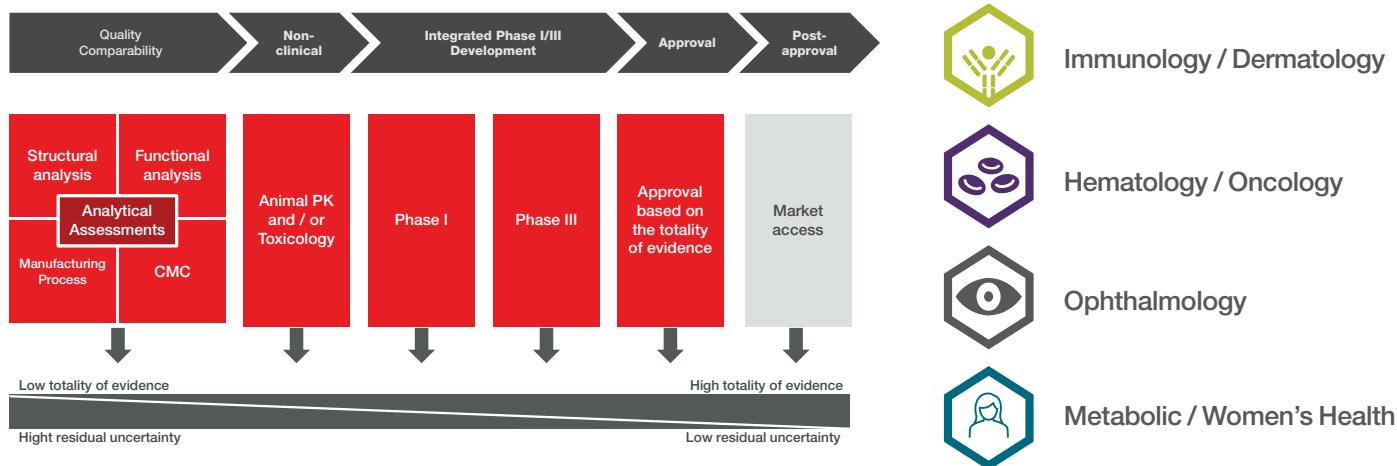 Quality
Comparability
Non-
clinical
Integrated Phase I/III
Development
Approval
Post-
approval
Structural
analysis
Functional
analysis
Analytical
Assessments
Manufacturing
Process
CMC
Animal PK
and / or
Toxicology
Phase I
Phase III
Approval
based on
the totality
of evidence
Market
access
Low totality of evidence
High totality of evidence
Hight residual uncertainty
Low residual uncertainty
Immunology / Dermatology
Hematology / Oncology
Ophthalmology
Metabolic / Women’s Health